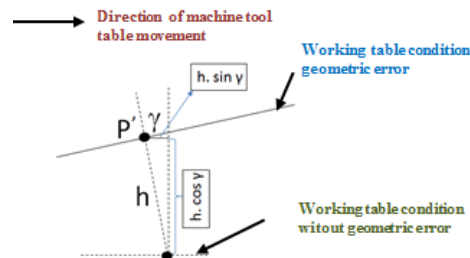 Direction of machine tool
table movement
Working table condition
geometric error
h. sin γ
P' γ
h
h. cos γ
Working table condition
witout geometric error